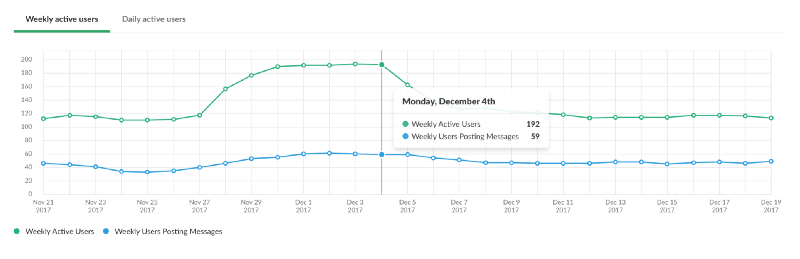 Weekly active users
Daily active users
200
180
160
140
120
100
80
60
40
20
0
Monday, December 4th
Weekly Active Users 192
Weekly Users Posting Messages 59
Nov 21 2017
Nov 23 2017
Nov 25 2017
Nov 27 2017
Nov 29 2017
Dec 1 2017
Dec 3 2017
Dec 5 2017
Dec 7 2017
Dec 9 2017
Dec 11 2017
Dec 13 2017
Dec 15 2017
Dec 17 2017
Dec 19 2017
Weekly Active Users
Weekly Users Posting Messages